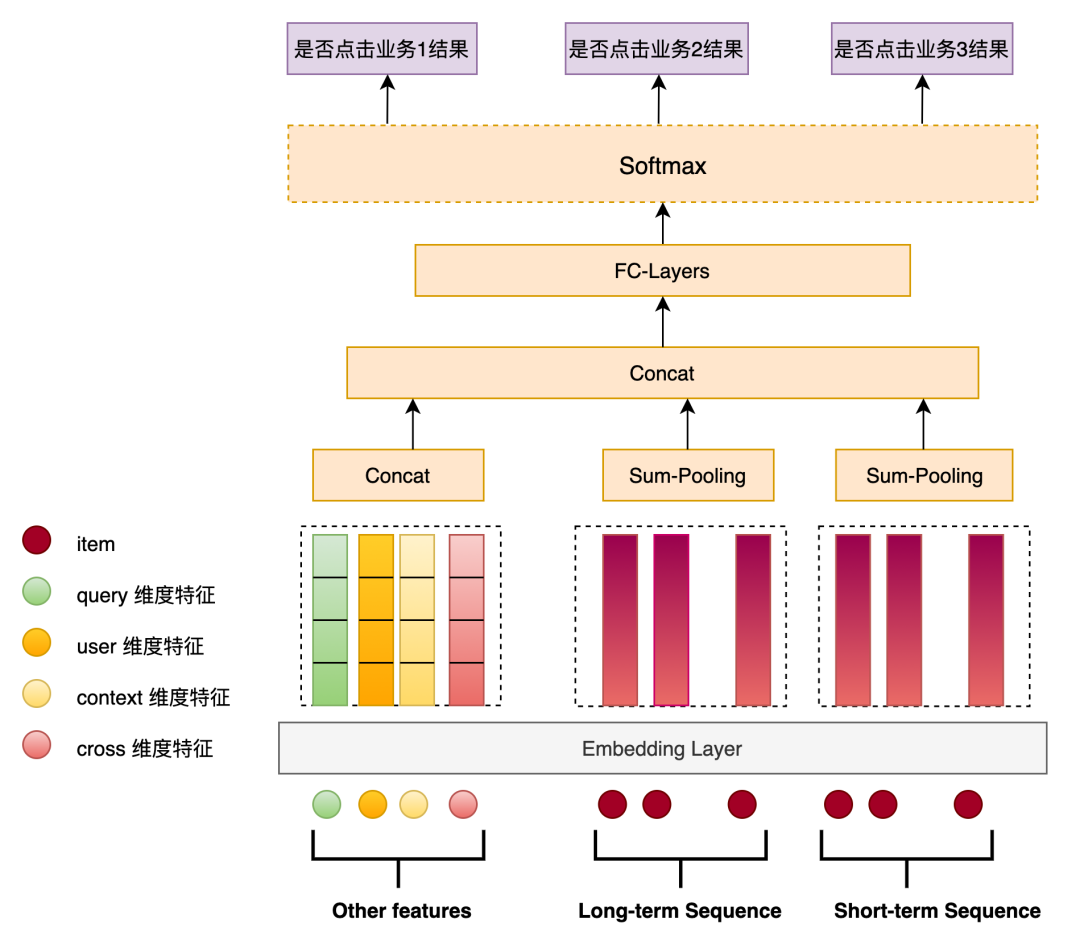 是否点击业务1结果
是否点击业务2结果
是否点击业务3结果
Softmax
FC-Layers
Concat
Concat
Sum-Pooling
Sum-Pooling
item
query 维度特征
user 维度特征
context 维度特征
cross 维度特征
Embedding Layer
Other features
Long-term Sequence
Short-term Sequence